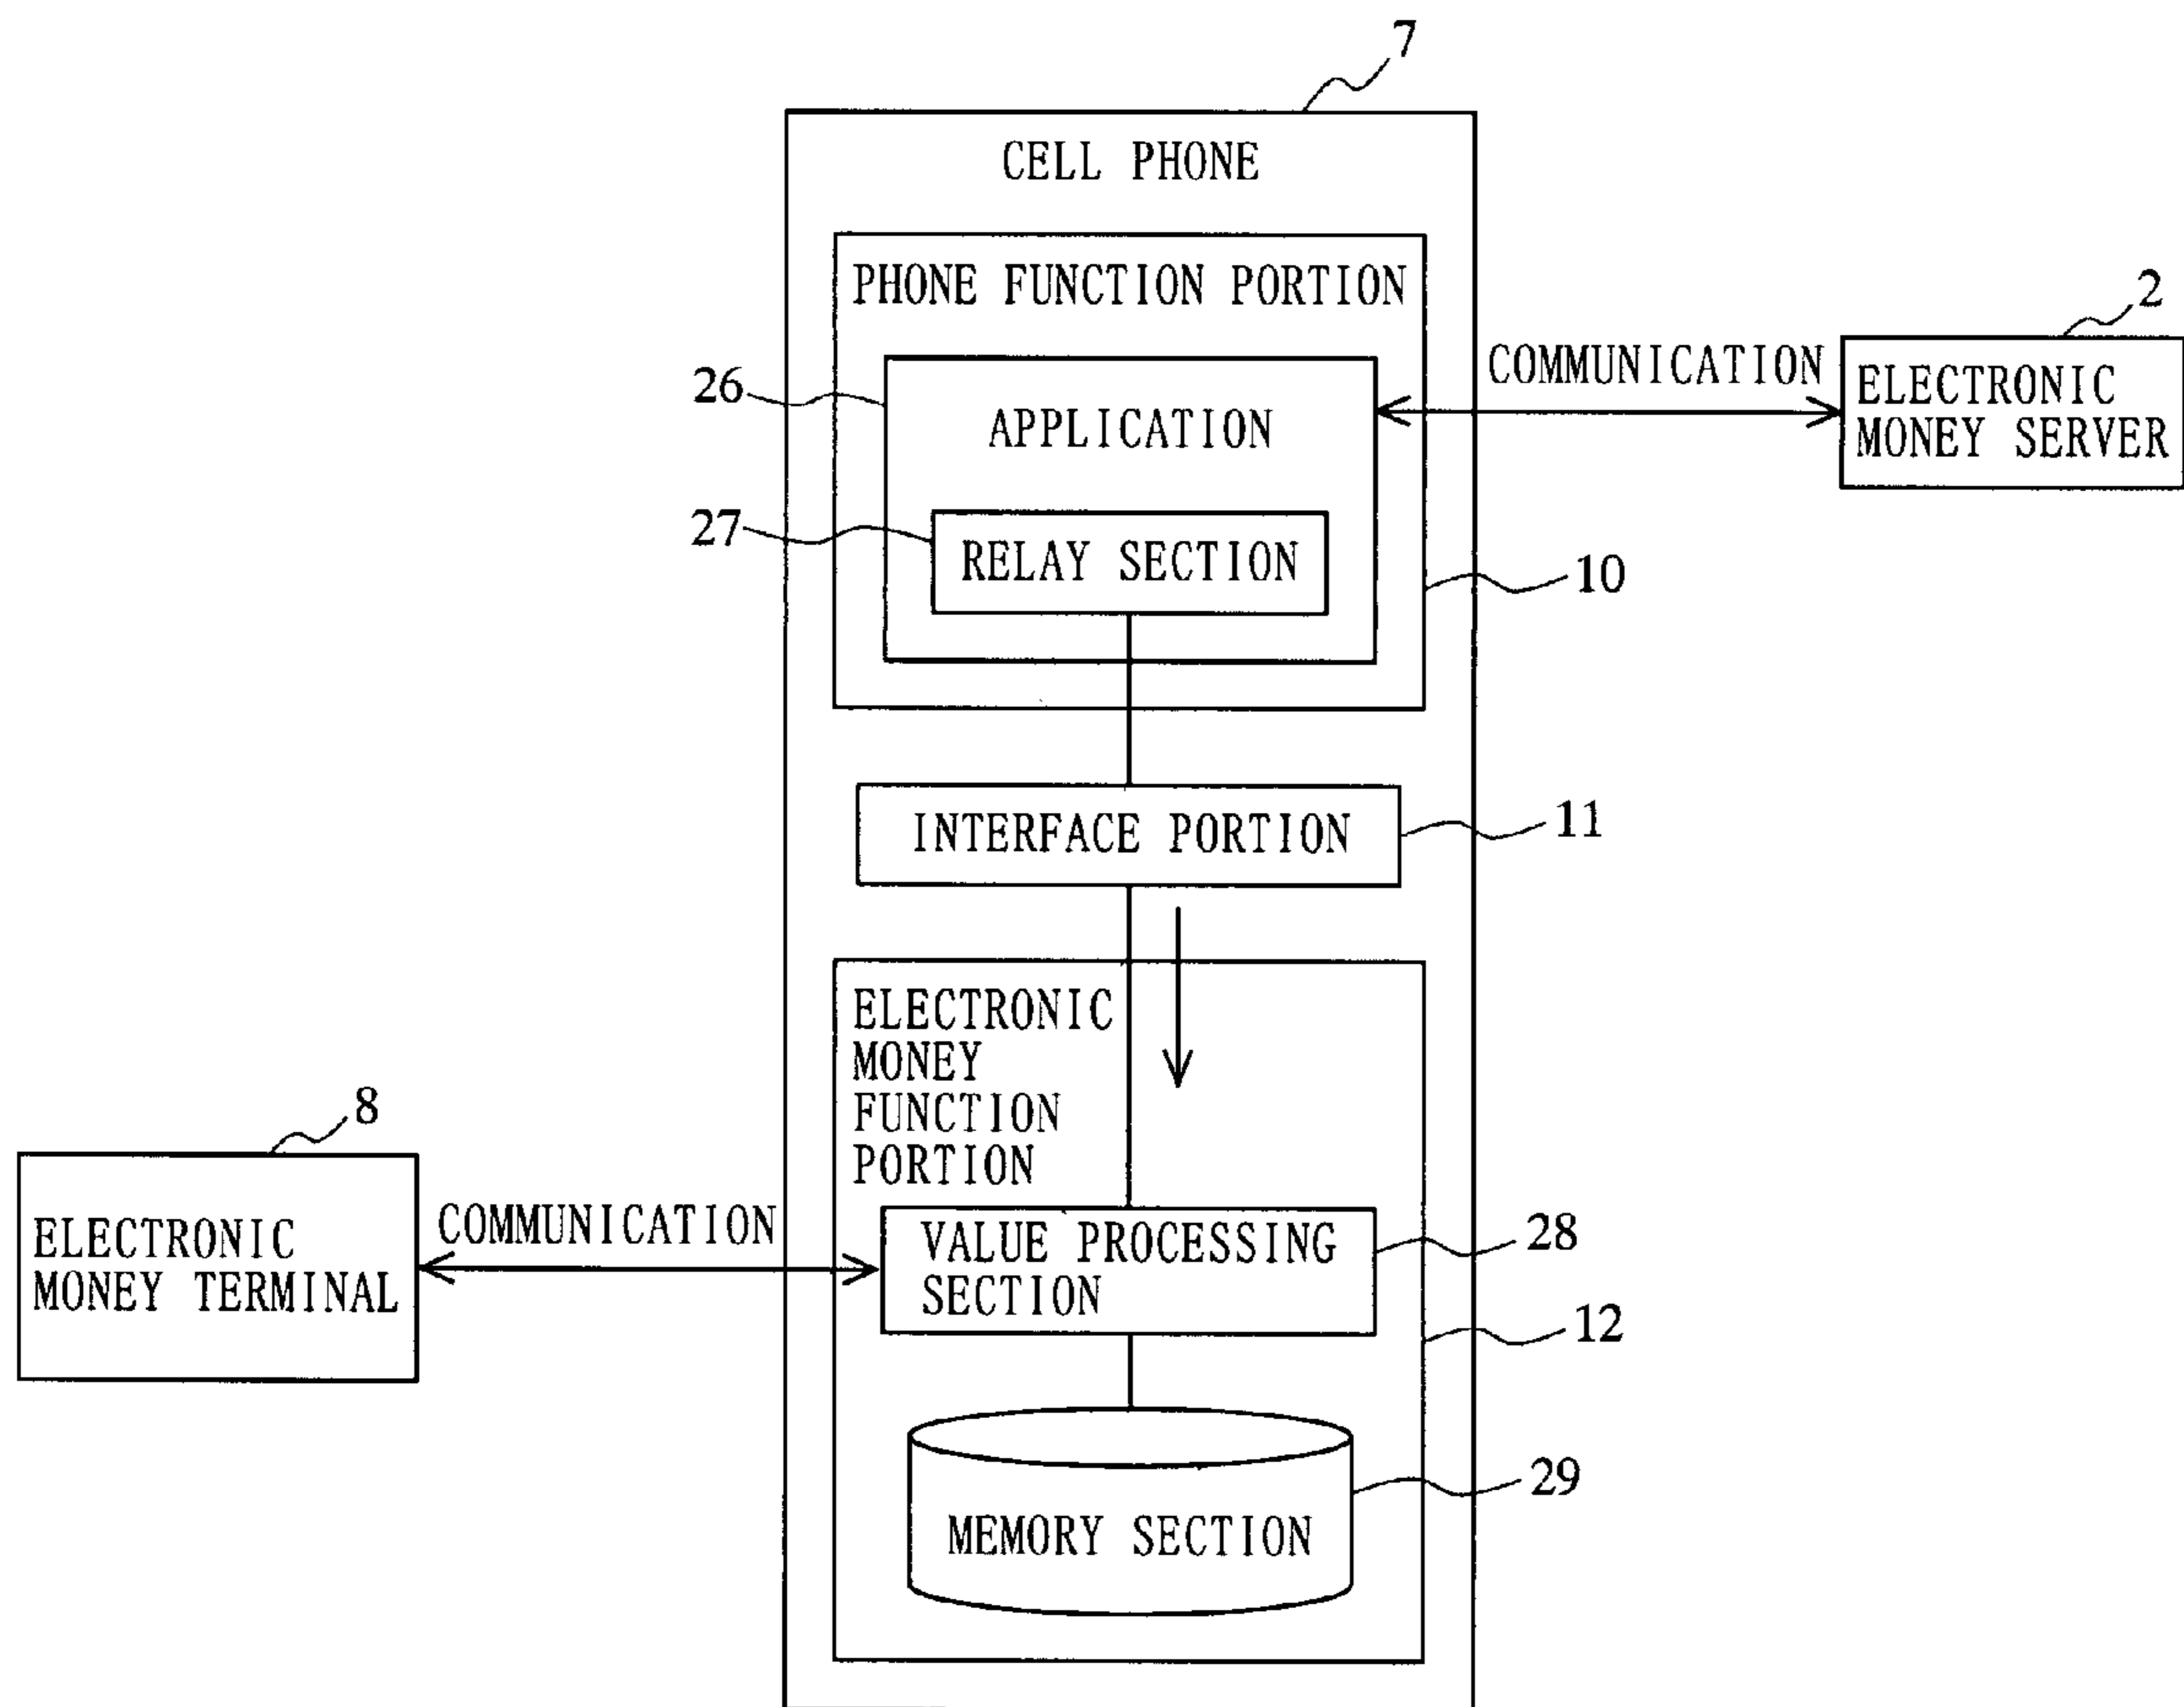 7
CELL PHONE
PHONE FUNCTION PORTION
2
COMMUNICATION
ELECTRONIC
MONEY SERVER
26
APPLICATION
27
RELAY SECTION
10
INTERFACE PORTION
11
ELECTRONIC
MONEY
FUNCTION
PORTION
8
COMMUNICATION
ELECTRONIC
MONEY TERMINAL
VALUE PROCESSING
SECTION
28
12
29
MEMORY SECTION